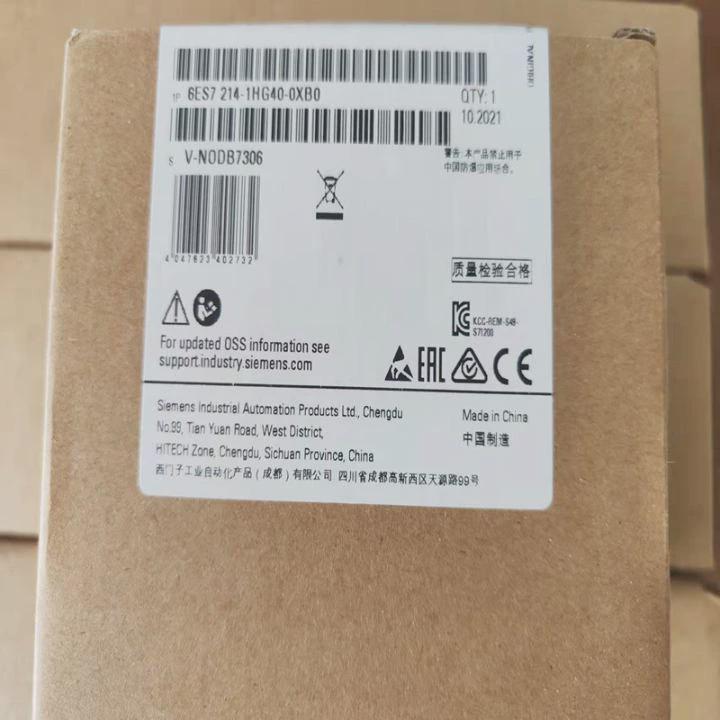 1P 6ES7 214-1HG40-0XB0
QTY: 1
10.2021
S V-NODB7306
警告:本产品禁止用于
中国防爆应用场合。
4 047623 402732
质量检验合格
KCC-REM-S49-
S71200
For updated OSS information see
support.industry.siemens.com
EAC CE
Siemens Industrial Automation Products Ltd., Chengdu
No.99, Tian Yuan Road, West District,
HITECH Zone, Chengdu, Sichuan Province, China
Made in China
中国制造
西门子工业自动化产品(成都)有限公司 四川省成都高新西区天源路99号